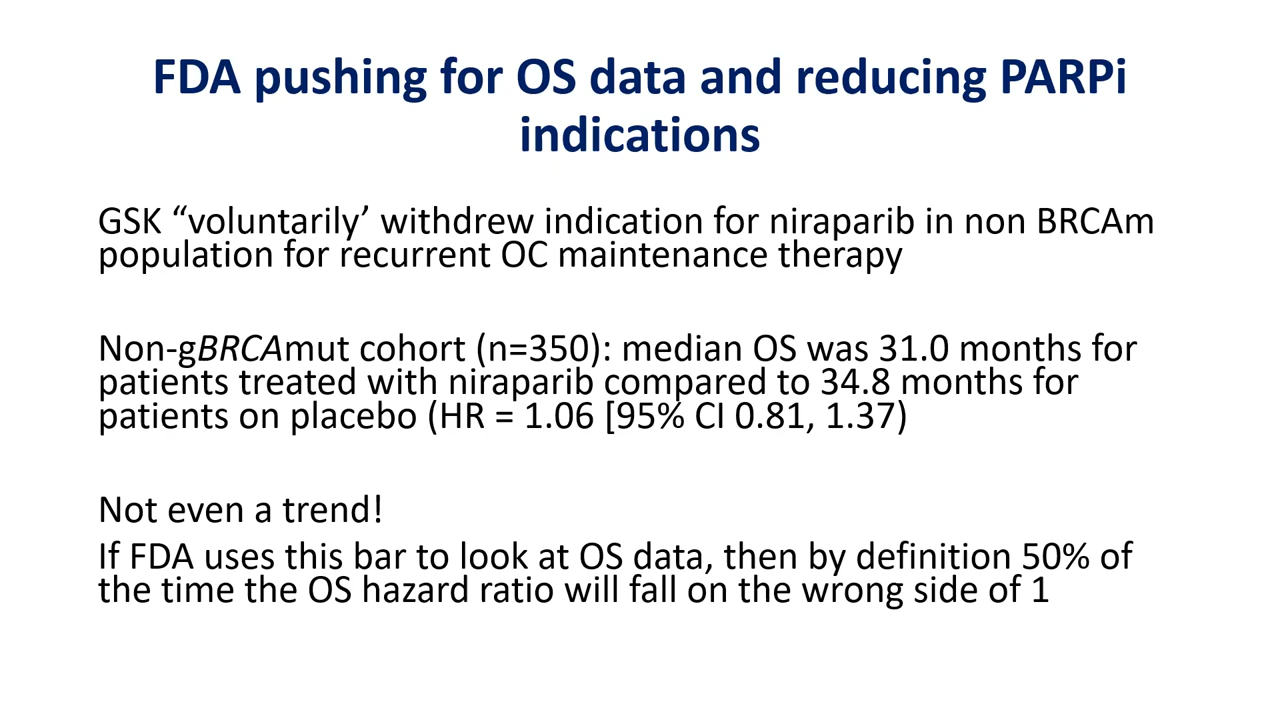 FDA pushing for OS data and reducing PARPi
indications
GSK “voluntarily’ withdrew indication for niraparib in non BRCAm
population for recurrent OC maintenance therapy
Non-gBRCAmut cohort (n=350): median OS was 31.0 months for
patients treated with niraparib compared to 34.8 months for
patients on placebo (HR = 1.06 [95% CI 0.81, 1.37)
Not even a trend!
If FDA uses this bar to look at OS data, then by definition 50% of
the time the OS hazard ratio will fall on the wrong side of 1